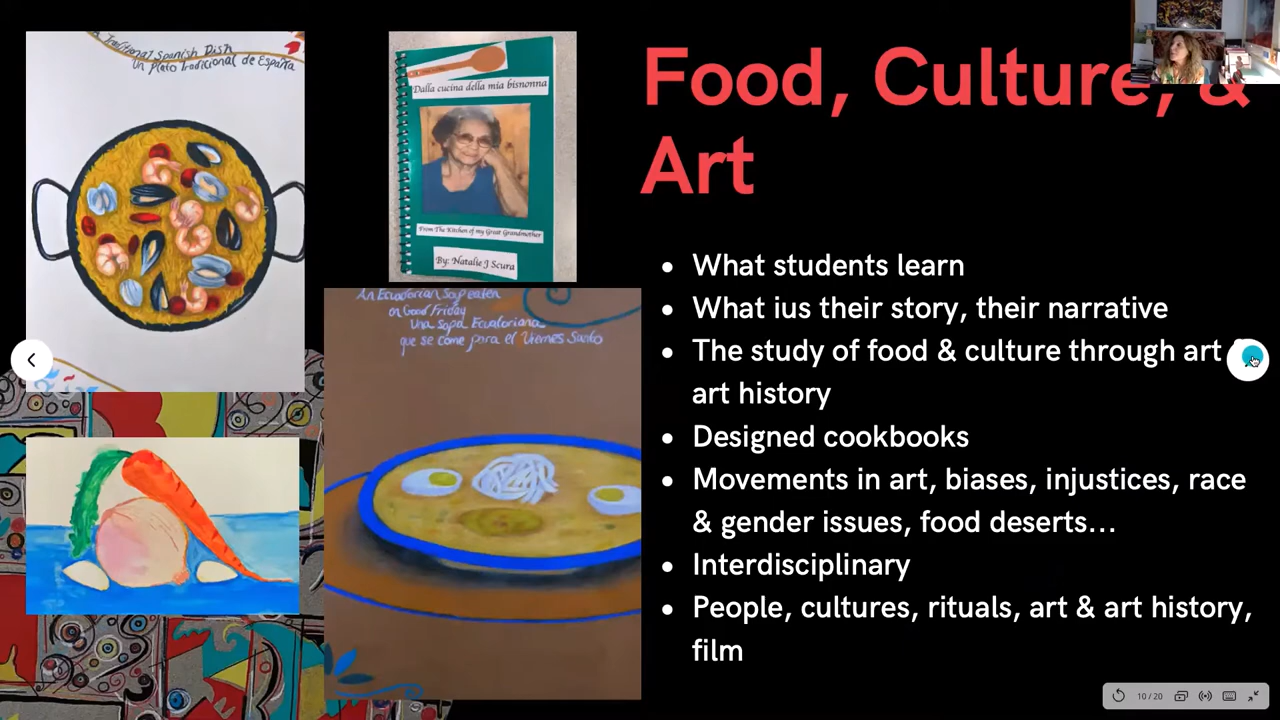 A Traditional Spanish Dish
Un Plato Tradicional de España
Dalla cucina della mia bisnonna
From The Kitchen of my Great Grandmother
By: Natalie J Scura
An Ecuadorian Soup eaten
on Good Friday
Una Sopa Ecuatoriana
que se come para el Viernes Santo
Food, Culture, &
Art
• What students learn
• What ius their story, their narrative
• The study of food & culture through art &
art history
• Designed cookbooks
• Movements in art, biases, injustices, race
& gender issues, food deserts...
• Interdisciplinary
• People, cultures, rituals, art & art history,
film
10 / 20